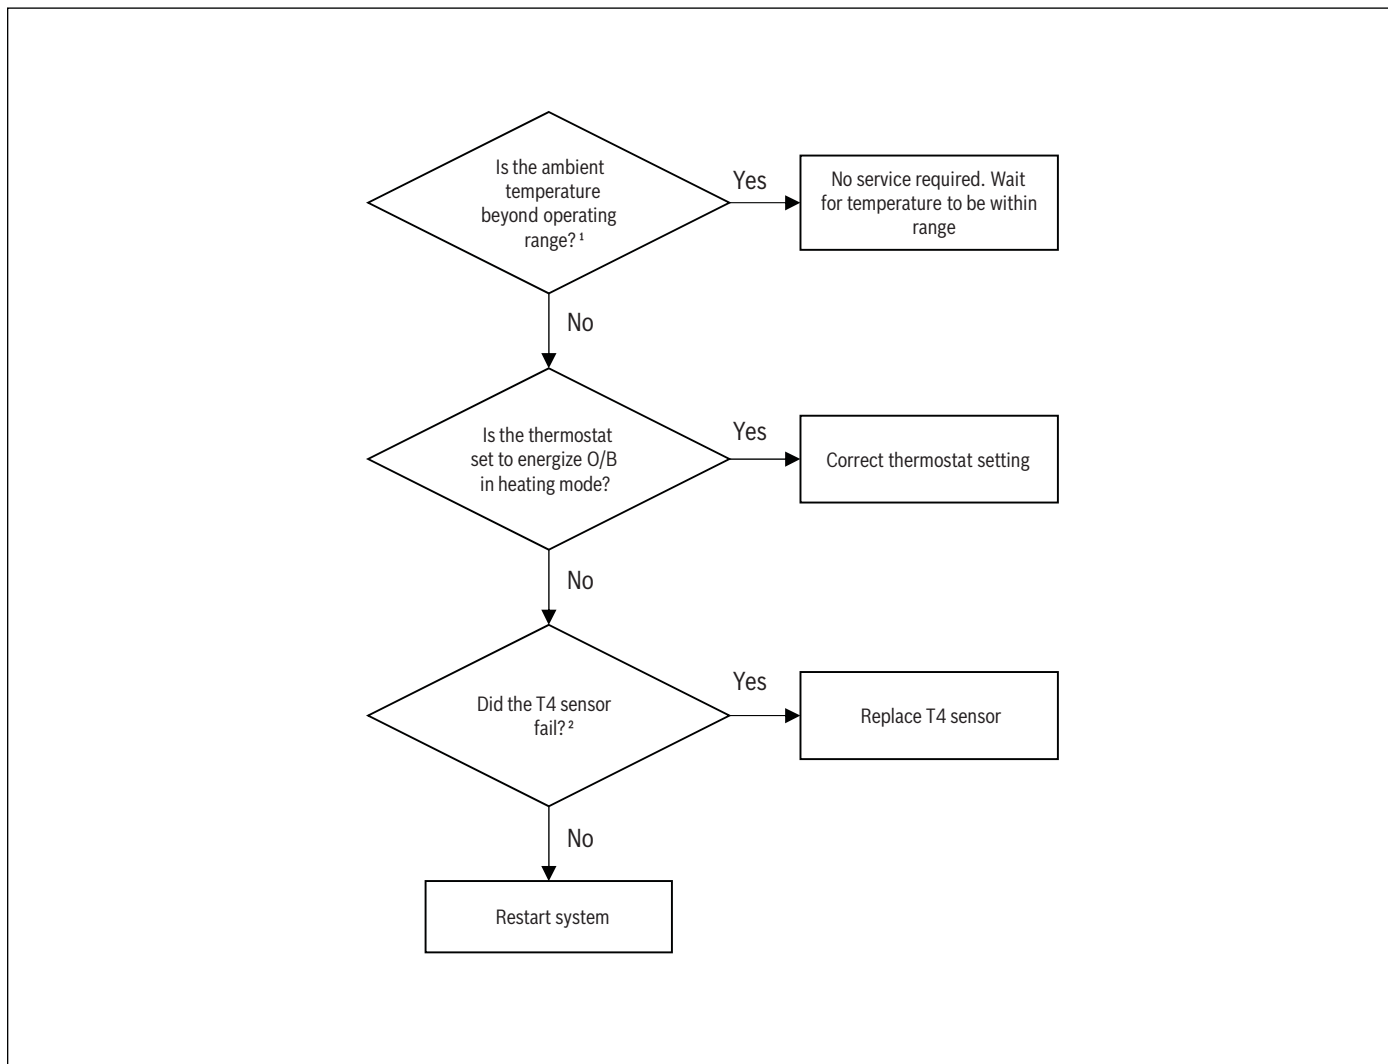 Is the ambient
temperature
beyond operating
range? ¹
Yes
No service required. Wait
for temperature to be within
range
No
Is the thermostat
set to energize O/B
in heating mode?
Yes
Correct thermostat setting
No
Did the T4 sensor
fail? ²
Yes
Replace T4 sensor
No
Restart system